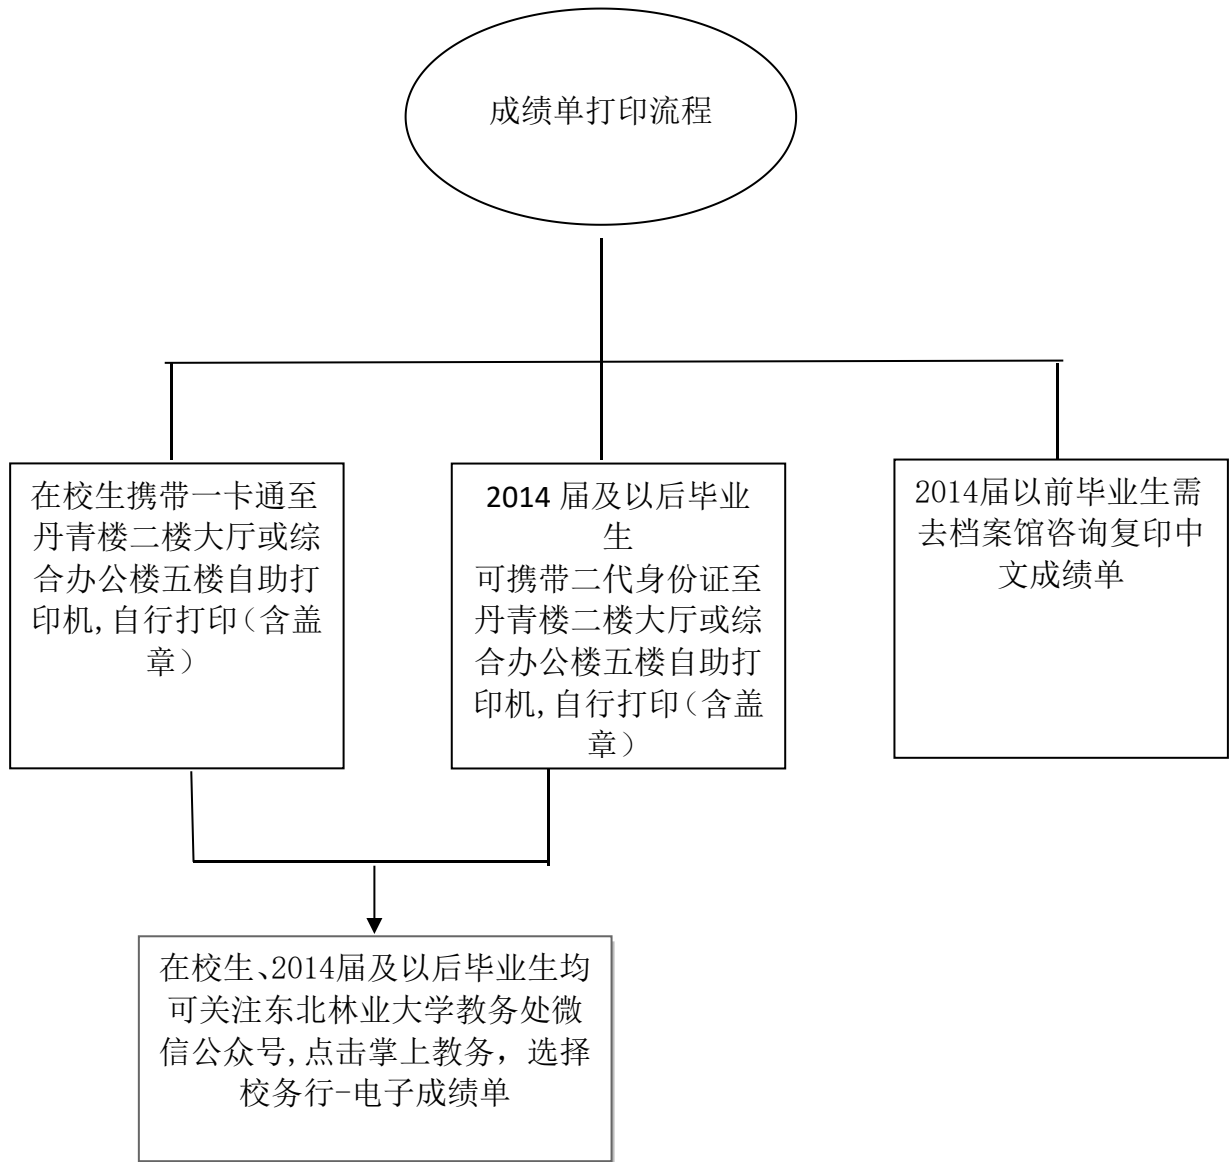 成绩单打印流程
在校生携带一卡通至
丹青楼二楼大厅或综
合办公楼五楼自助打
印机,自行打印(含盖
章)
2014 届及以后毕业
生
可携带二代身份证至
丹青楼二楼大厅或综
合办公楼五楼自助打
印机,自行打印(含盖
章)
2014届以前毕业生需
去档案馆咨询复印中
文成绩单
在校生、2014届及以后毕业生均
可关注东北林业大学教务处微
信公众号,点击掌上教务，选择
校务行-电子成绩单